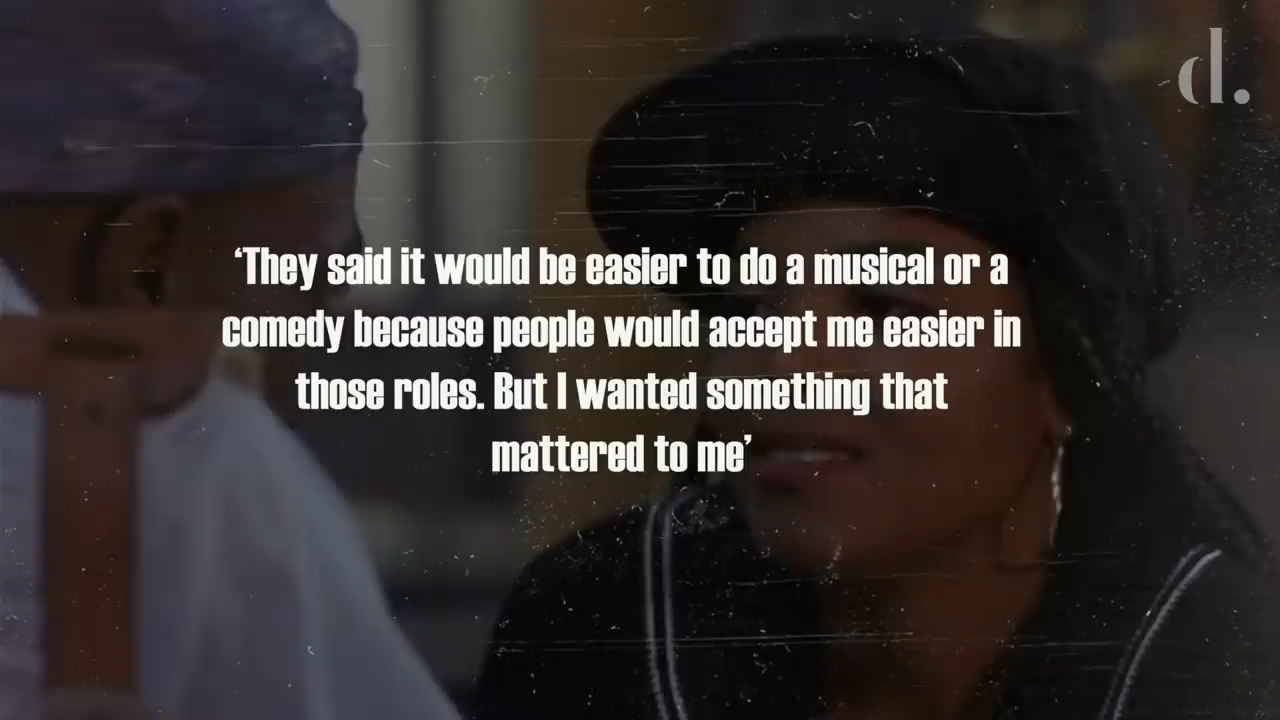 d.
‘They said it would be easier to do a musical or a
comedy because people would accept me easier in
those roles. But I wanted something that
mattered to me’